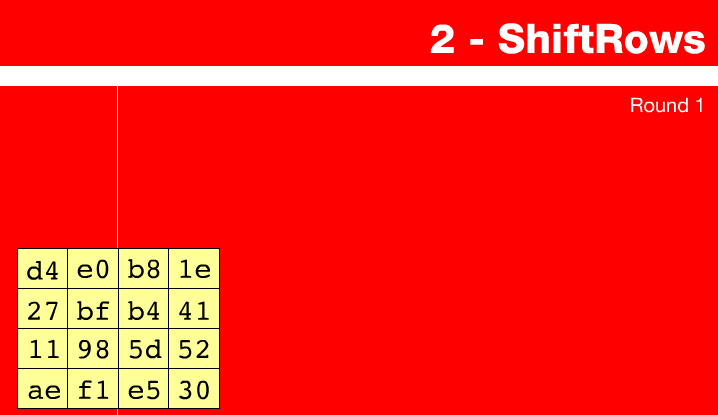 2 - ShiftRows
Round 1
d4 e0 b8 1e
27 bf b4 41
11 98 5d 52
ae f1 e5 30